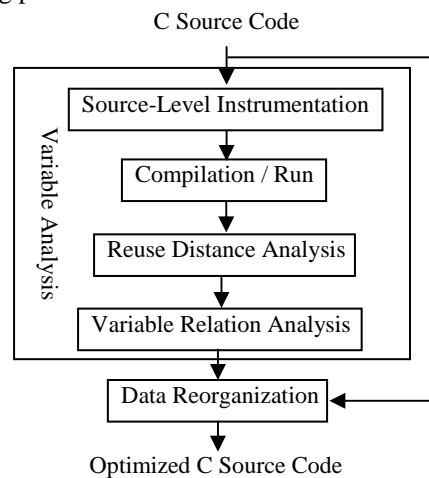 C Source Code
Source-Level Instrumentation
Compilation / Run
Reuse Distance Analysis
Variable Relation Analysis
Variable Analysis
Data Reorganization
Optimized C Source Code